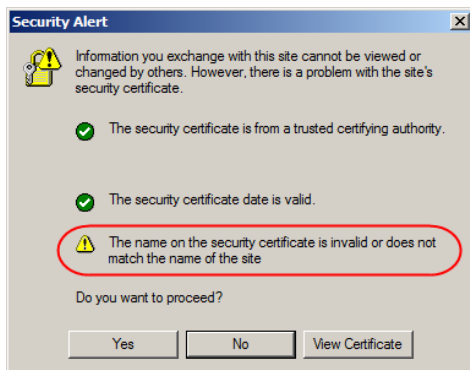 Security Alert
Information you exchange with this site cannot be viewed or
changed by others. However, there is a problem with the site's
security certificate.
The security certificate is from a trusted certifying authority.
The security certificate date is valid.
The name on the security certificate is invalid or does not
match the name of the site
Do you want to proceed?
Yes No View Certificate